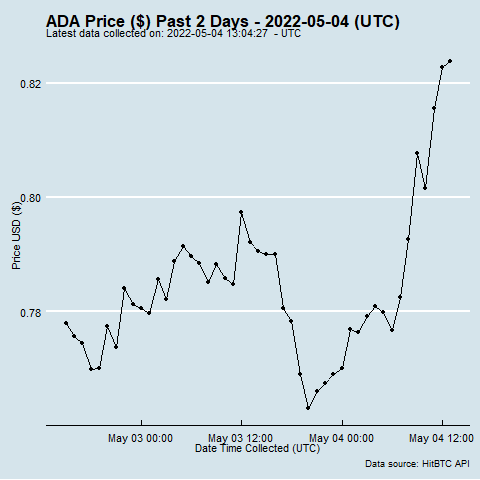 ADA Price ($) Past 2 Days - 2022-05-04 (UTC)
Latest data collected on: 2022-05-04 13:04:27  - UTC
0.82
0.80
0.78
Price USD ($)
May 03 00:00
May 03 12:00
May 04 00:00
May 04 12:00
Date Time Collected (UTC)
Data source: HitBTC API